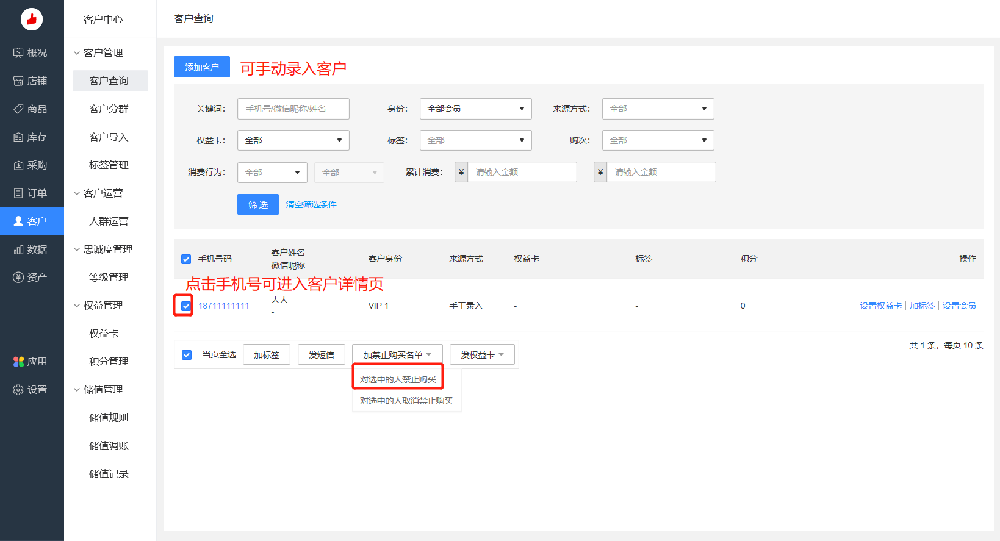 概况
店铺
商品
库存
采购
订单
客户
数据
资产
应用
设置
客户中心
客户管理
客户查询
客户分群
客户导入
标签管理
客户运营
人群运营
忠诚度管理
等级管理
权益管理
权益卡
积分管理
储值管理
储值规则
储值调账
储值记录
客户查询
添加客户 可手动录入客户
关键词： 手机号/微信昵称/姓名 身份： 全部会员 来源方式： 全部
权益卡： 全部 标签： 全部 购次： 全部
消费行为： 全部 全部 累计消费： ¥ 请输入金额 - ¥ 请输入金额
筛 选 清空筛选条件
手机号码 客户姓名 客户身份 来源方式 权益卡 标签 积分 操作
微信昵称
点击手机号可进入客户详情页
18711111111 大大 VIP 1 手工录入 - - 0 设置权益卡 | 加标签 | 设置会员
-
当页全选 加标签 发短信 加禁止购买名单 发权益卡 共 1 条，每页 10 条
对选中的人禁止购买
对选中的人取消禁止购买